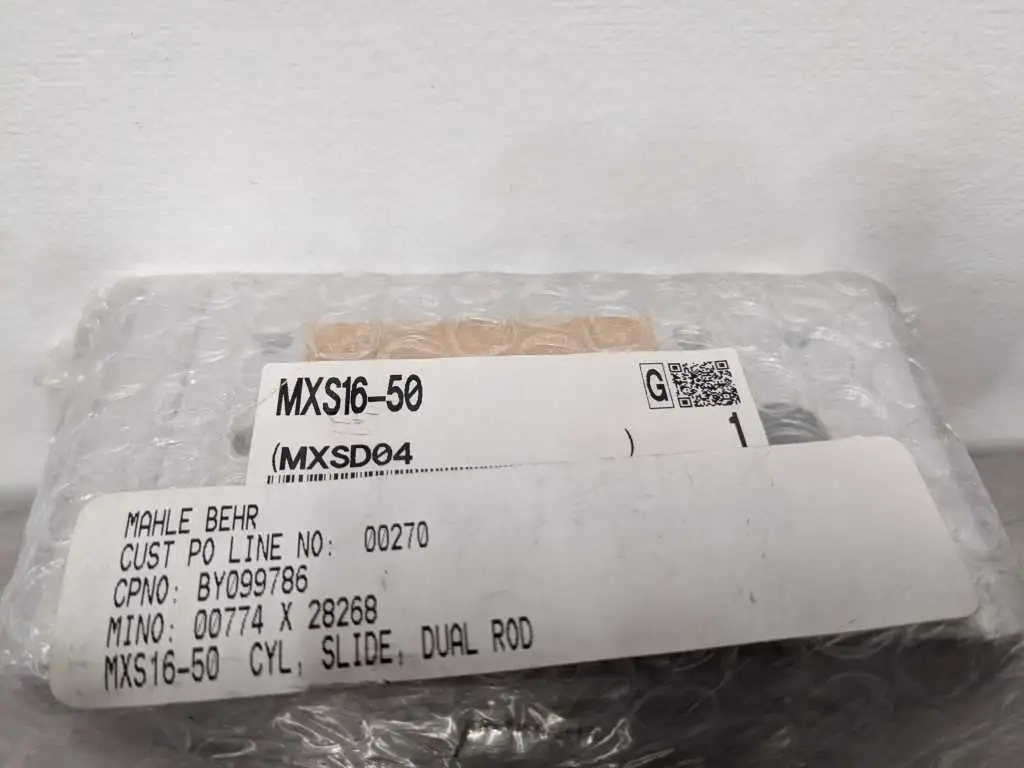 MXS16-50
G
(MXSD04 )
1
MAHLE BEHR
CUST PO LINE NO: 00270
CPNO: BY099786
MINO: 00774 X 28268
MXS16-50 CYL, SLIDE, DUAL ROD